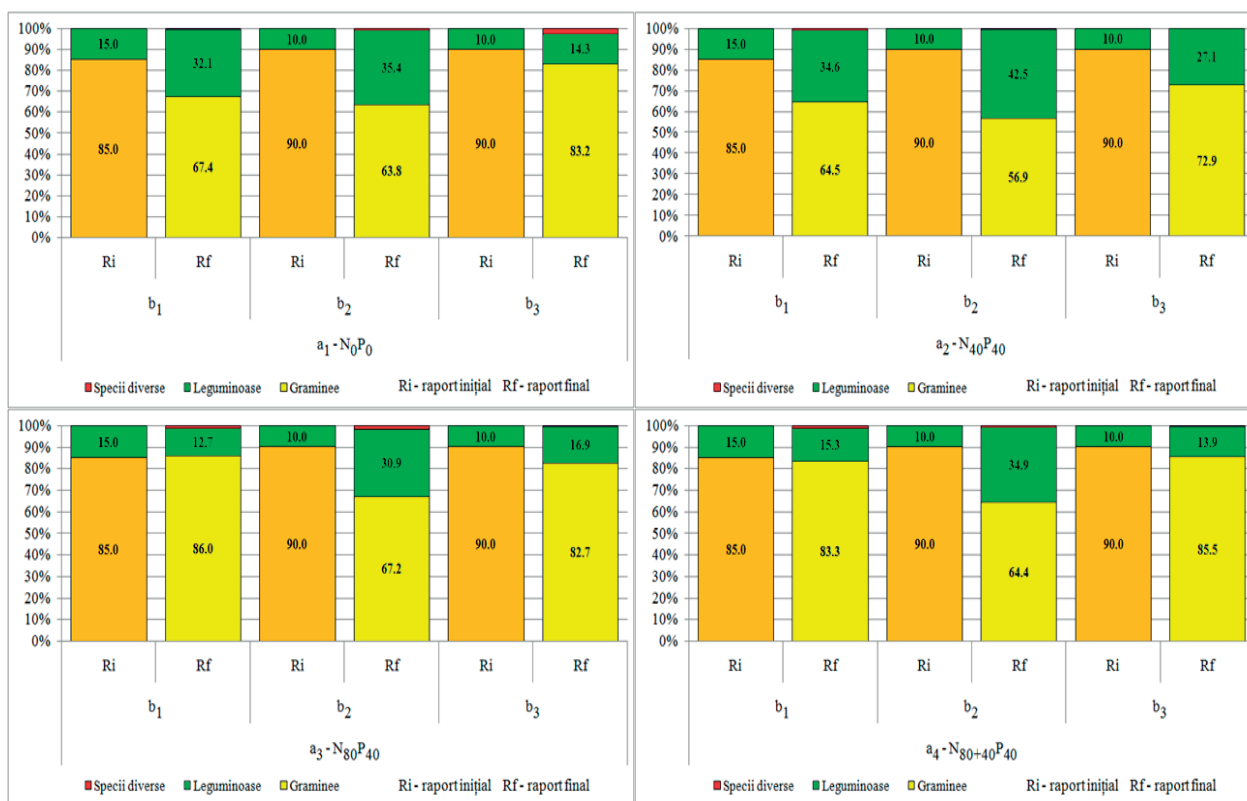 100%
90%
80%
70%
60%
50%
40%
30%
20%
10%
0%
15.0 32.1 10.0 35.4 10.0 14.3
85.0 67.4 90.0 63.8 90.0 83.2
Ri Rf Ri Rf Ri Rf
b1 b2 b3
a1 - N0P0
Specii diverse Leguminoase Graminee Ri - raport inițial Rf - raport final
100%
90%
80%
70%
60%
50%
40%
30%
20%
10%
0%
15.0 34.6 10.0 42.5 10.0 27.1
85.0 64.5 90.0 56.9 90.0 72.9
Ri Rf Ri Rf Ri Rf
b1 b2 b3
a2 - N40P40
Specii diverse Leguminoase Graminee Ri - raport inițial Rf - raport final
100%
90%
80%
70%
60%
50%
40%
30%
20%
10%
0%
15.0 12.7 10.0 30.9 10.0 16.9
85.0 86.0 90.0 67.2 90.0 82.7
Ri Rf Ri Rf Ri Rf
b1 b2 b3
a3 - N80P40
Specii diverse Leguminoase Graminee Ri - raport inițial Rf - raport final
100%
90%
80%
70%
60%
50%
40%
30%
20%
10%
0%
15.0 15.3 10.0 34.9 10.0 13.9
85.0 83.3 90.0 64.4 90.0 85.5
Ri Rf Ri Rf Ri Rf
b1 b2 b3
a4 - N80+40P40
Specii diverse Leguminoase Graminee Ri - raport inițial Rf - raport final